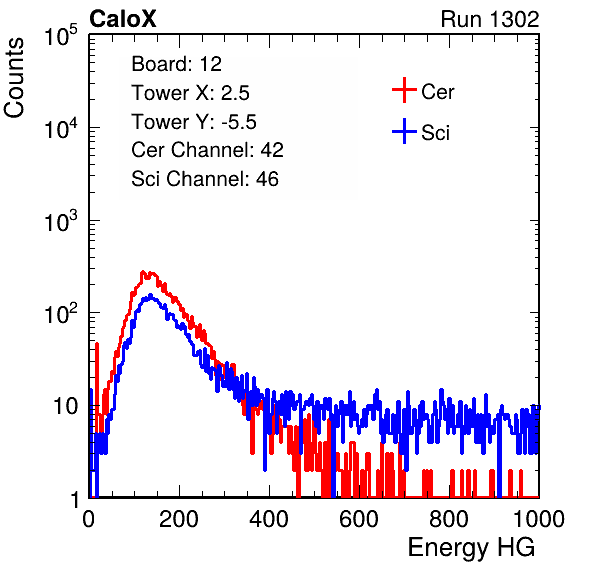 CaloX Run 1302
Counts
Board: 12
Tower X: 2.5
Tower Y: -5.5
Cer Channel: 42
Sci Channel: 46
Cer
Sci
10^5
10^4
10^3
10^2
10
1
0 200 400 600 800 1000
Energy HG